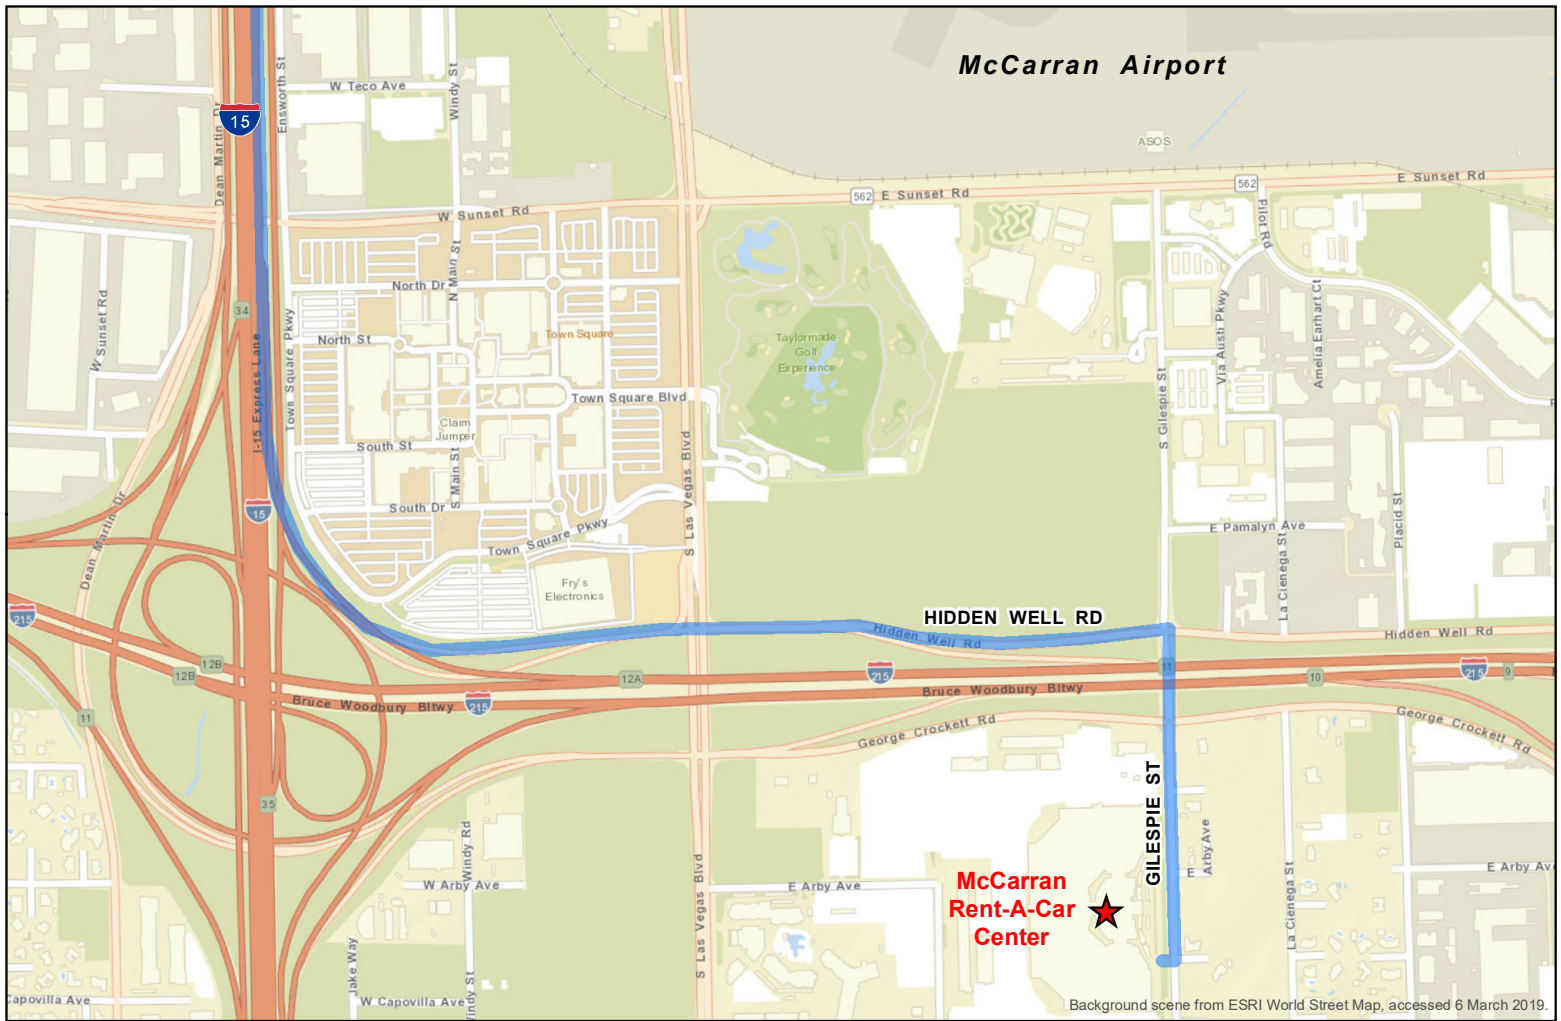 McCarran Airport
15
Ensworth St
W Teco Ave
Windy St
Dean Martin Dr
ASOS
562
E Sunset Rd
562
E Sunset Rd
W Sunset Rd
Pilot Rd
N Main St
North Dr
34
W Sunset Rd
Town Square Pkwy
I-15 Express Lane
North St
Town Square
Taylormade
Golf
Experience
Via Austi Pkwy
Amelia Earhart Ct
S Gillespie St
Town Square Blvd
Claim
Jumper
South St
S Main St
S Las Vegas Blvd
South Dr
15
Town Square Pkwy
Dean Martin Dr
E Pamalyn Ave
La Cienega St
Placid St
Fry's
Electronics
215
HIDDEN WELL RD
Hidden Well Rd
Hidden Well Rd
12B
12B
12A
215
11
215
9
10
Bruce Woodbury Bltwy
215
Bruce Woodbury Bltwy
11
George Crockett Rd
George Crockett Rd
35
GILESPIE ST
Windy Rd
W Arby Ave
S Las Vegas Blvd
E Arby Ave
E Arby Ave
E Arby Ave
La Cienega St
McCarran
Rent-A-Car
Center
Jake Way
Windy St
Capovilla Ave
W Capovilla Ave
Background scene from ESRI World Street Map, accessed 6 March 2019.